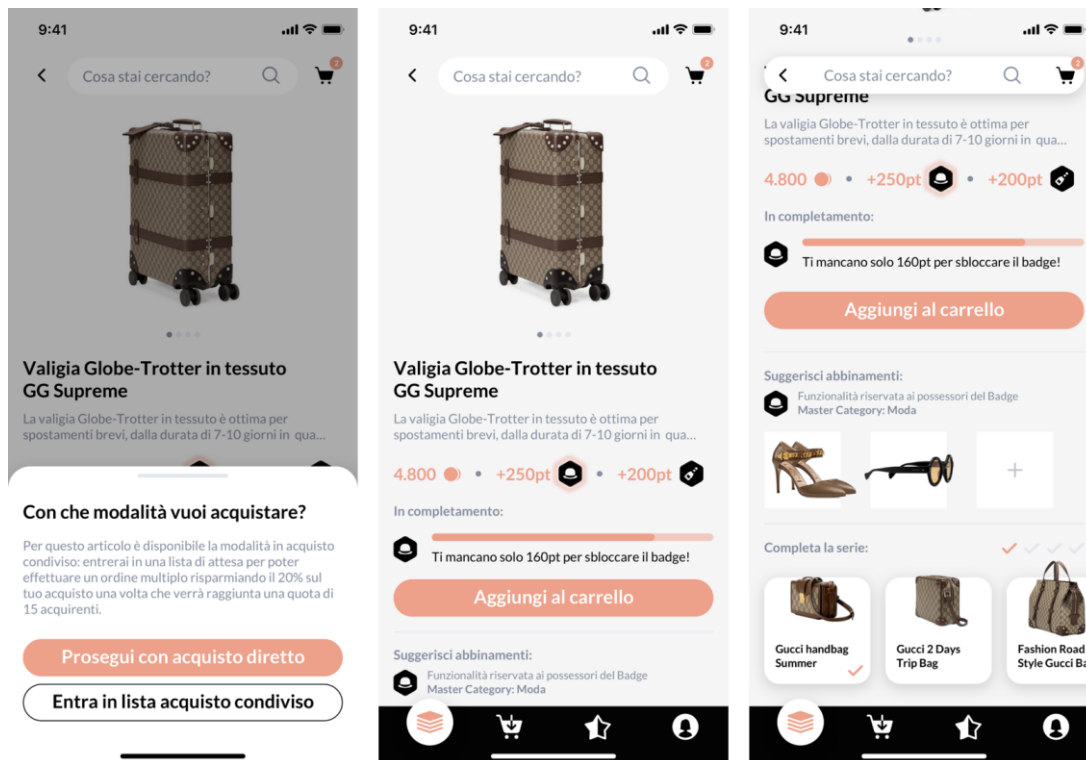 9:41
Cosa stai cercando?
2
Valigia Globe-Trotter in tessuto
GG Supreme
La valigia Globe-Trotter in tessuto è ottima per
spostamenti brevi, dalla durata di 7-10 giorni in qua...
Con che modalità vuoi acquistare?
Per questo articolo è disponibile la modalità in acquisto
condiviso: entrerai in una lista di attesa per poter
effettuare un ordine multiplo risparmiando il 20% sul
tuo acquisto una volta che verrà raggiunta una quota di
15 acquirenti.
Prosegui con acquisto diretto
Entra in lista acquisto condiviso
9:41
Cosa stai cercando?
2
Valigia Globe-Trotter in tessuto
GG Supreme
La valigia Globe-Trotter in tessuto è ottima per
spostamenti brevi, dalla durata di 7-10 giorni in qua...
4.800 • +250pt • +200pt
In completamento:
Ti mancano solo 160pt per sbloccare il badge!
Aggiungi al carrello
Suggerisci abbinamenti:
Funzionalità riservata ai possessori del Badge
Master Category: Moda
9:41
Cosa stai cercando?
2
GG Supreme
La valigia Globe-Trotter in tessuto è ottima per
spostamenti brevi, dalla durata di 7-10 giorni in qua...
4.800 • +250pt • +200pt
In completamento:
Ti mancano solo 160pt per sbloccare il badge!
Aggiungi al carrello
Suggerisci abbinamenti:
Funzionalità riservata ai possessori del Badge
Master Category: Moda
Completa la serie:
Gucci handbag
Summer
Gucci 2 Days
Trip Bag
Fashion Road
Style Gucci Ba